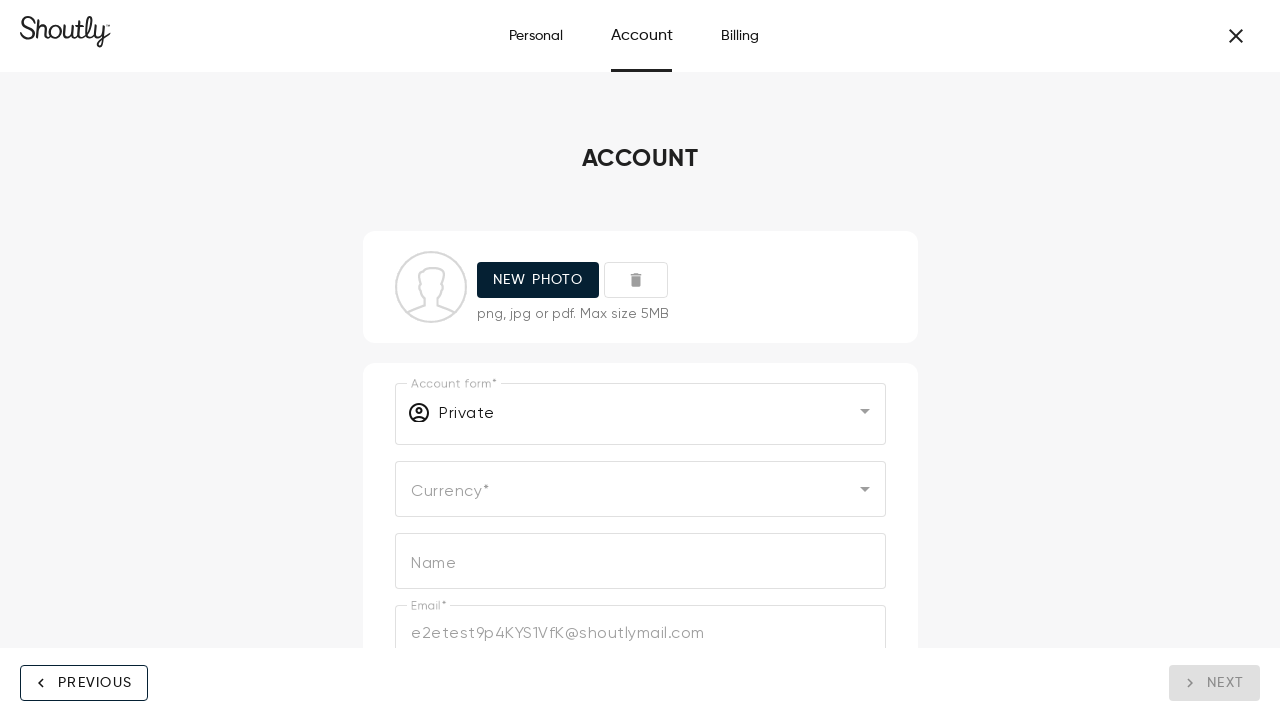 Shoutly™
Personal
Account
Billing
ACCOUNT
NEW PHOTO
png, jpg or pdf. Max size 5MB
Account form*
Private
Currency*
Name
Email*
e2etest9p4KYS1VfK@shoutlymail.com
PREVIOUS
NEXT